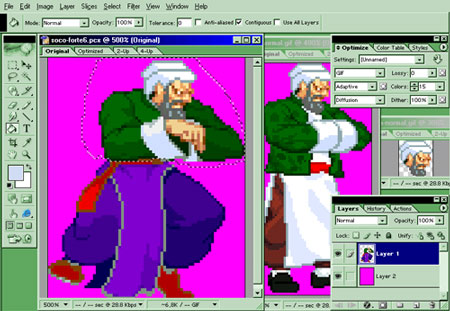 File Edit Image Layer Slices Select Filter View Window Help
Mode: Normal Opacity: 100% Tolerance: 0 Anti-aliased Contiguous Use All Layers
soco-forte6.pcx @ 500% (Original)
Original Optimized 2-Up 4-Up
Optimize Color Table Styles
Settings: [Unnamed]
GIF Lossy: 0
Adaptive Colors: 15
Diffusion Dither: 100%
Optimized
-- / -- sec @ 28.8 K
Layers History Actions
Normal Opacity: 100%
Lock: Unify:
Layer 1
Layer 2
500% -- / -- sec @ 28.8 Kbps ~6,8K / -- GIF
-- / -- sec @ 28.8 Kbps